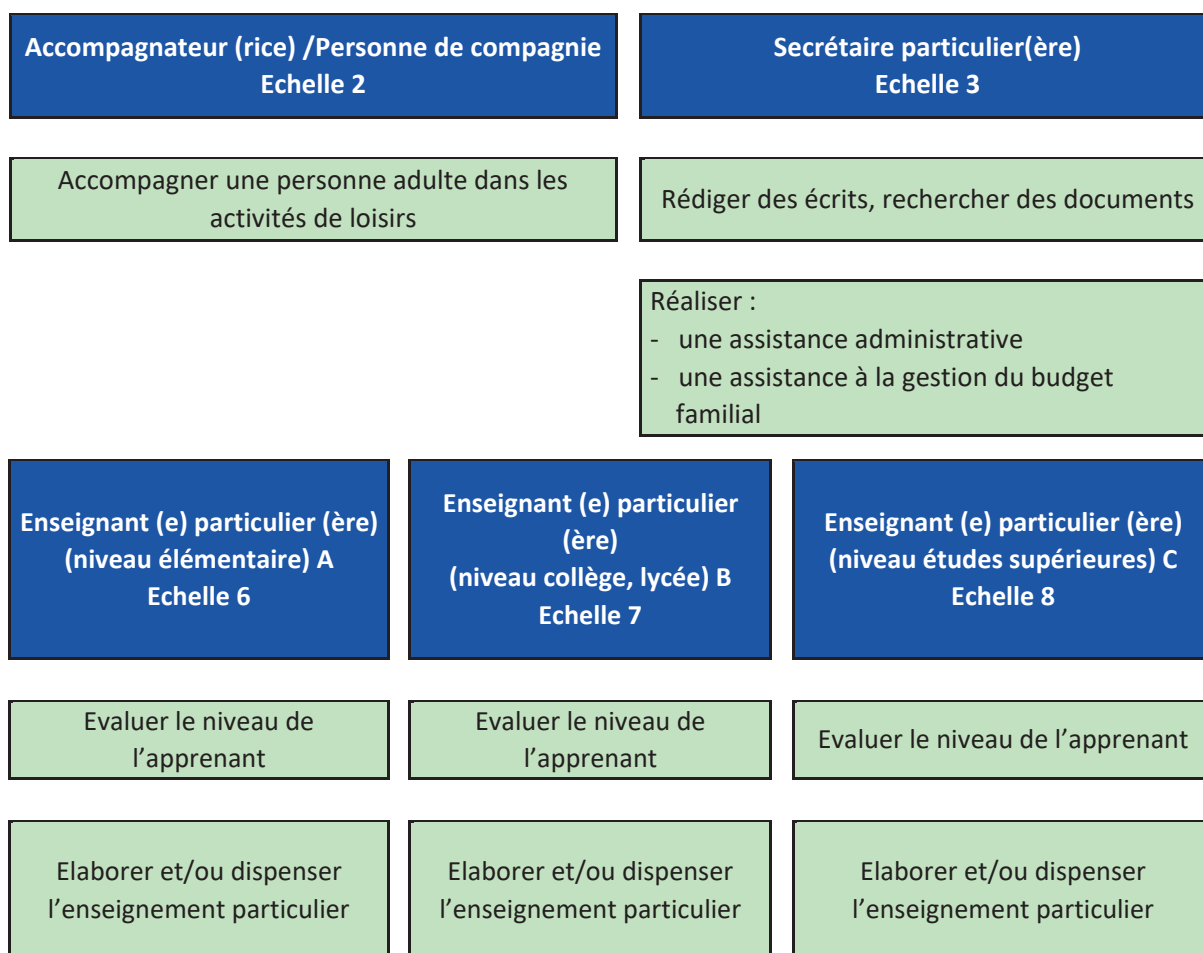 Accompagnateur (rice) /Personne de compagnie
Echelle 2
Secrétaire particulier(ère)
Echelle 3
Accompagner une personne adulte dans les
activités de loisirs
Rédiger des écrits, rechercher des documents
Réaliser :
- une assistance administrative
- une assistance à la gestion du budget
familial
Enseignant (e) particulier (ère)
(niveau élémentaire) A
Echelle 6
Enseignant (e) particulier
(ère)
(niveau collège, lycée) B
Echelle 7
Enseignant (e) particulier (ère)
(niveau études supérieures) C
Echelle 8
Evaluer le niveau de
l’apprenant
Evaluer le niveau de
l’apprenant
Evaluer le niveau de l’apprenant
Elaborer et/ou dispenser
l’enseignement particulier
Elaborer et/ou dispenser
l’enseignement particulier
Elaborer et/ou dispenser
l’enseignement particulier